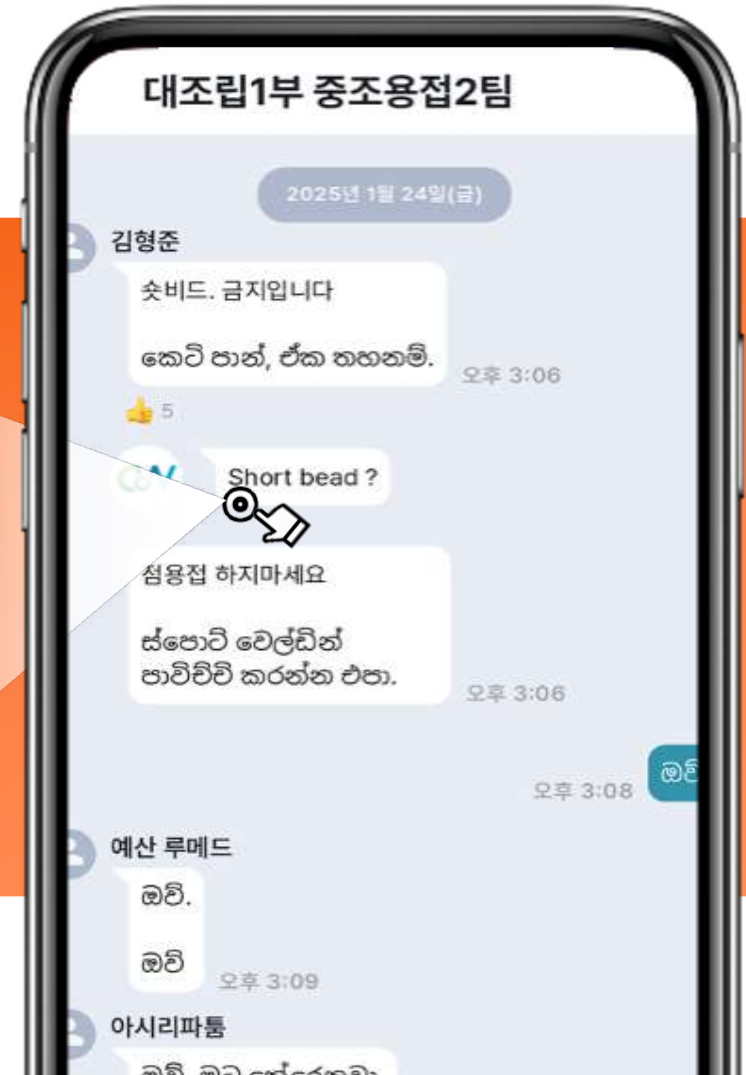 대조립1부 중조용접2팀
2025년 1월 24일(금)
김형준
숏비드. 금지입니다
කෙටි පාන්, ඒක තහනම්.
오후 3:06
👍 5
Short bead ?
점용접 하지마세요
ස්පොට් වෙල්ඩින්
පාවිච්චි කරන්න එපා.
오후 3:06
ඔව්
오후 3:08
예산 루메드
ඔව්.
ඔව්
오후 3:09
아시리파툼